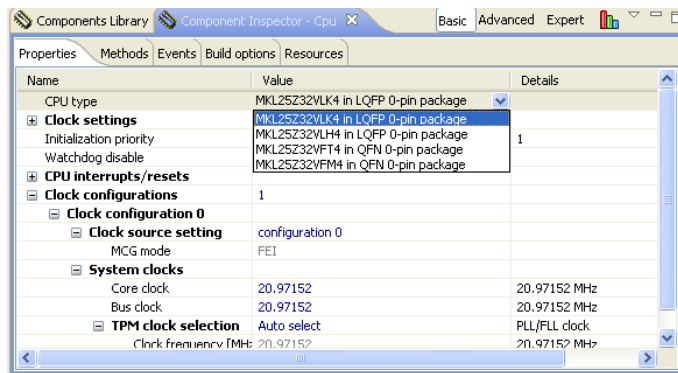 Components Library Component Inspector - Cpu Basic Advanced Expert
Properties Methods Events Build options Resources
Name Value Details
CPU type MKL25Z32VLK4 in LQFP 0-pin package
MKL25Z32VLK4 in LQFP 0-pin package
Clock settings
MKL25Z32VLH4 in LQFP 0-pin package
Initialization priority 1
MKL25Z32VFT4 in QFN 0-pin package
Watchdog disable
MKL25Z32VFM4 in QFN 0-pin package
CPU interrupts/resets
Clock configurations 1
Clock configuration 0
Clock source setting configuration 0
MCG mode FEI
System clocks
Core clock 20.97152 20.97152 MHz
Bus clock 20.97152 20.97152 MHz
TPM clock selection Auto select PLL/FLL clock
Clock frequency [MHz 20.97152 20.97152 MHz